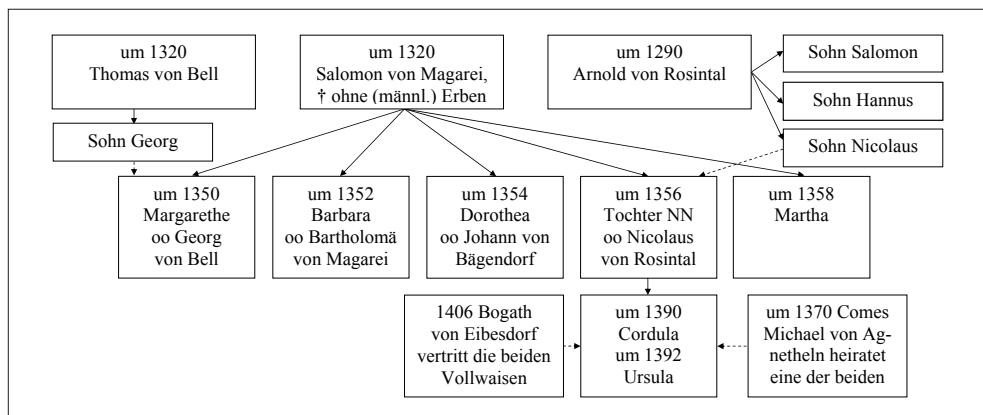 um 1320
Thomas von Bell
um 1320
Salomon von Magarei,
† ohne (männl.) Erben
um 1290
Arnold von Rosintal
Sohn Salomon
Sohn Hannus
Sohn Nicolaus
Sohn Georg
um 1350
Margarethe
oo Georg
von Bell
um 1352
Barbara
oo Bartholomä
von Magarei
um 1354
Dorothea
oo Johann von
Bägendorf
um 1356
Tochter NN
oo Nicolaus
von Rosintal
um 1358
Martha
1406 Bogath
von Eibesdorf
vertritt die beiden
Vollwaisen
um 1390
Cordula
um 1392
Ursula
um 1370 Comes
Michael von Ag-
netheln heiratet
eine der beiden